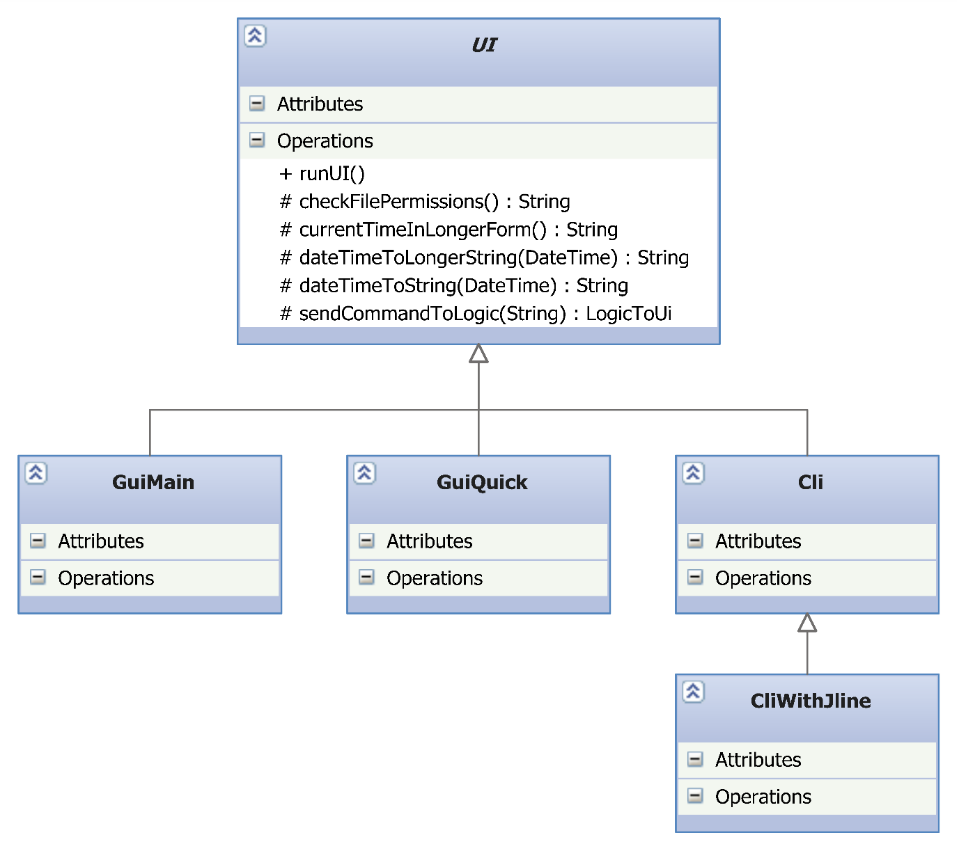 UI
Attributes
Operations
+ runUI()
# checkFilePermissions() : String
# currentTimeInLongerForm() : String
# dateTimeToLongerString(DateTime) : String
# dateTimeToString(DateTime) : String
# sendCommandToLogic(String) : LogicToUi
GuiMain
Attributes
Operations
GuiQuick
Attributes
Operations
Cli
Attributes
Operations
CliWithJline
Attributes
Operations